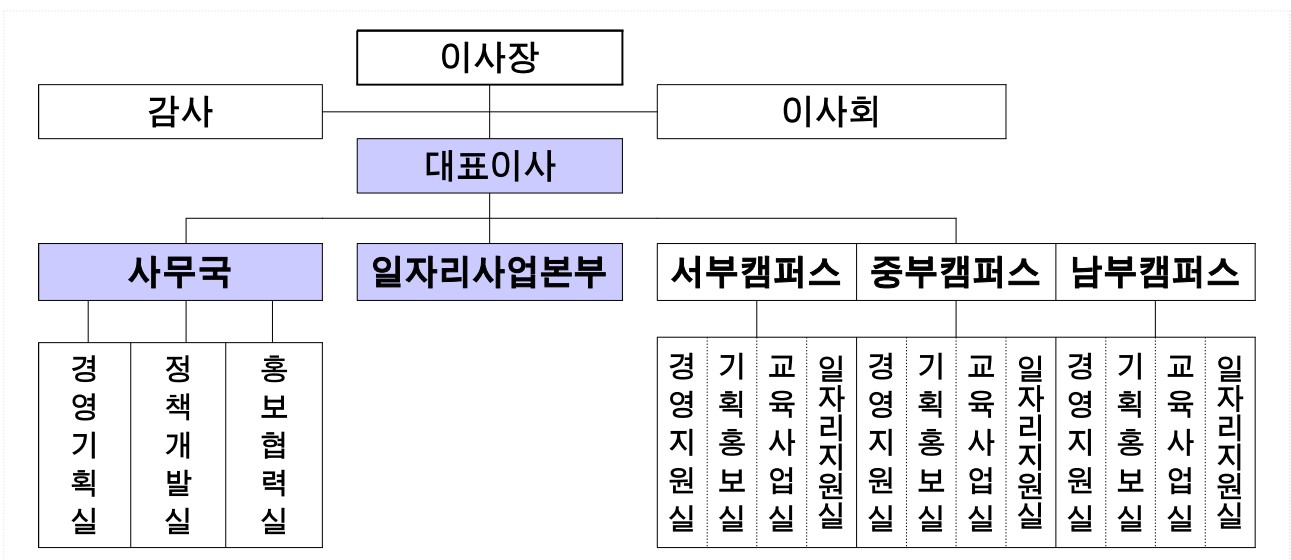 이사장
감사
이사회
대표이사
사무국
일자리사업본부
서부캠퍼스
중부캠퍼스
남부캠퍼스
경영기획실
정책개발실
홍보협력실
경영지원실
기획홍보실
교육사업실
일자리지원실
경영지원실
기획홍보실
교육사업실
일자리지원실
경영지원실
기획홍보실
교육사업실
일자리지원실